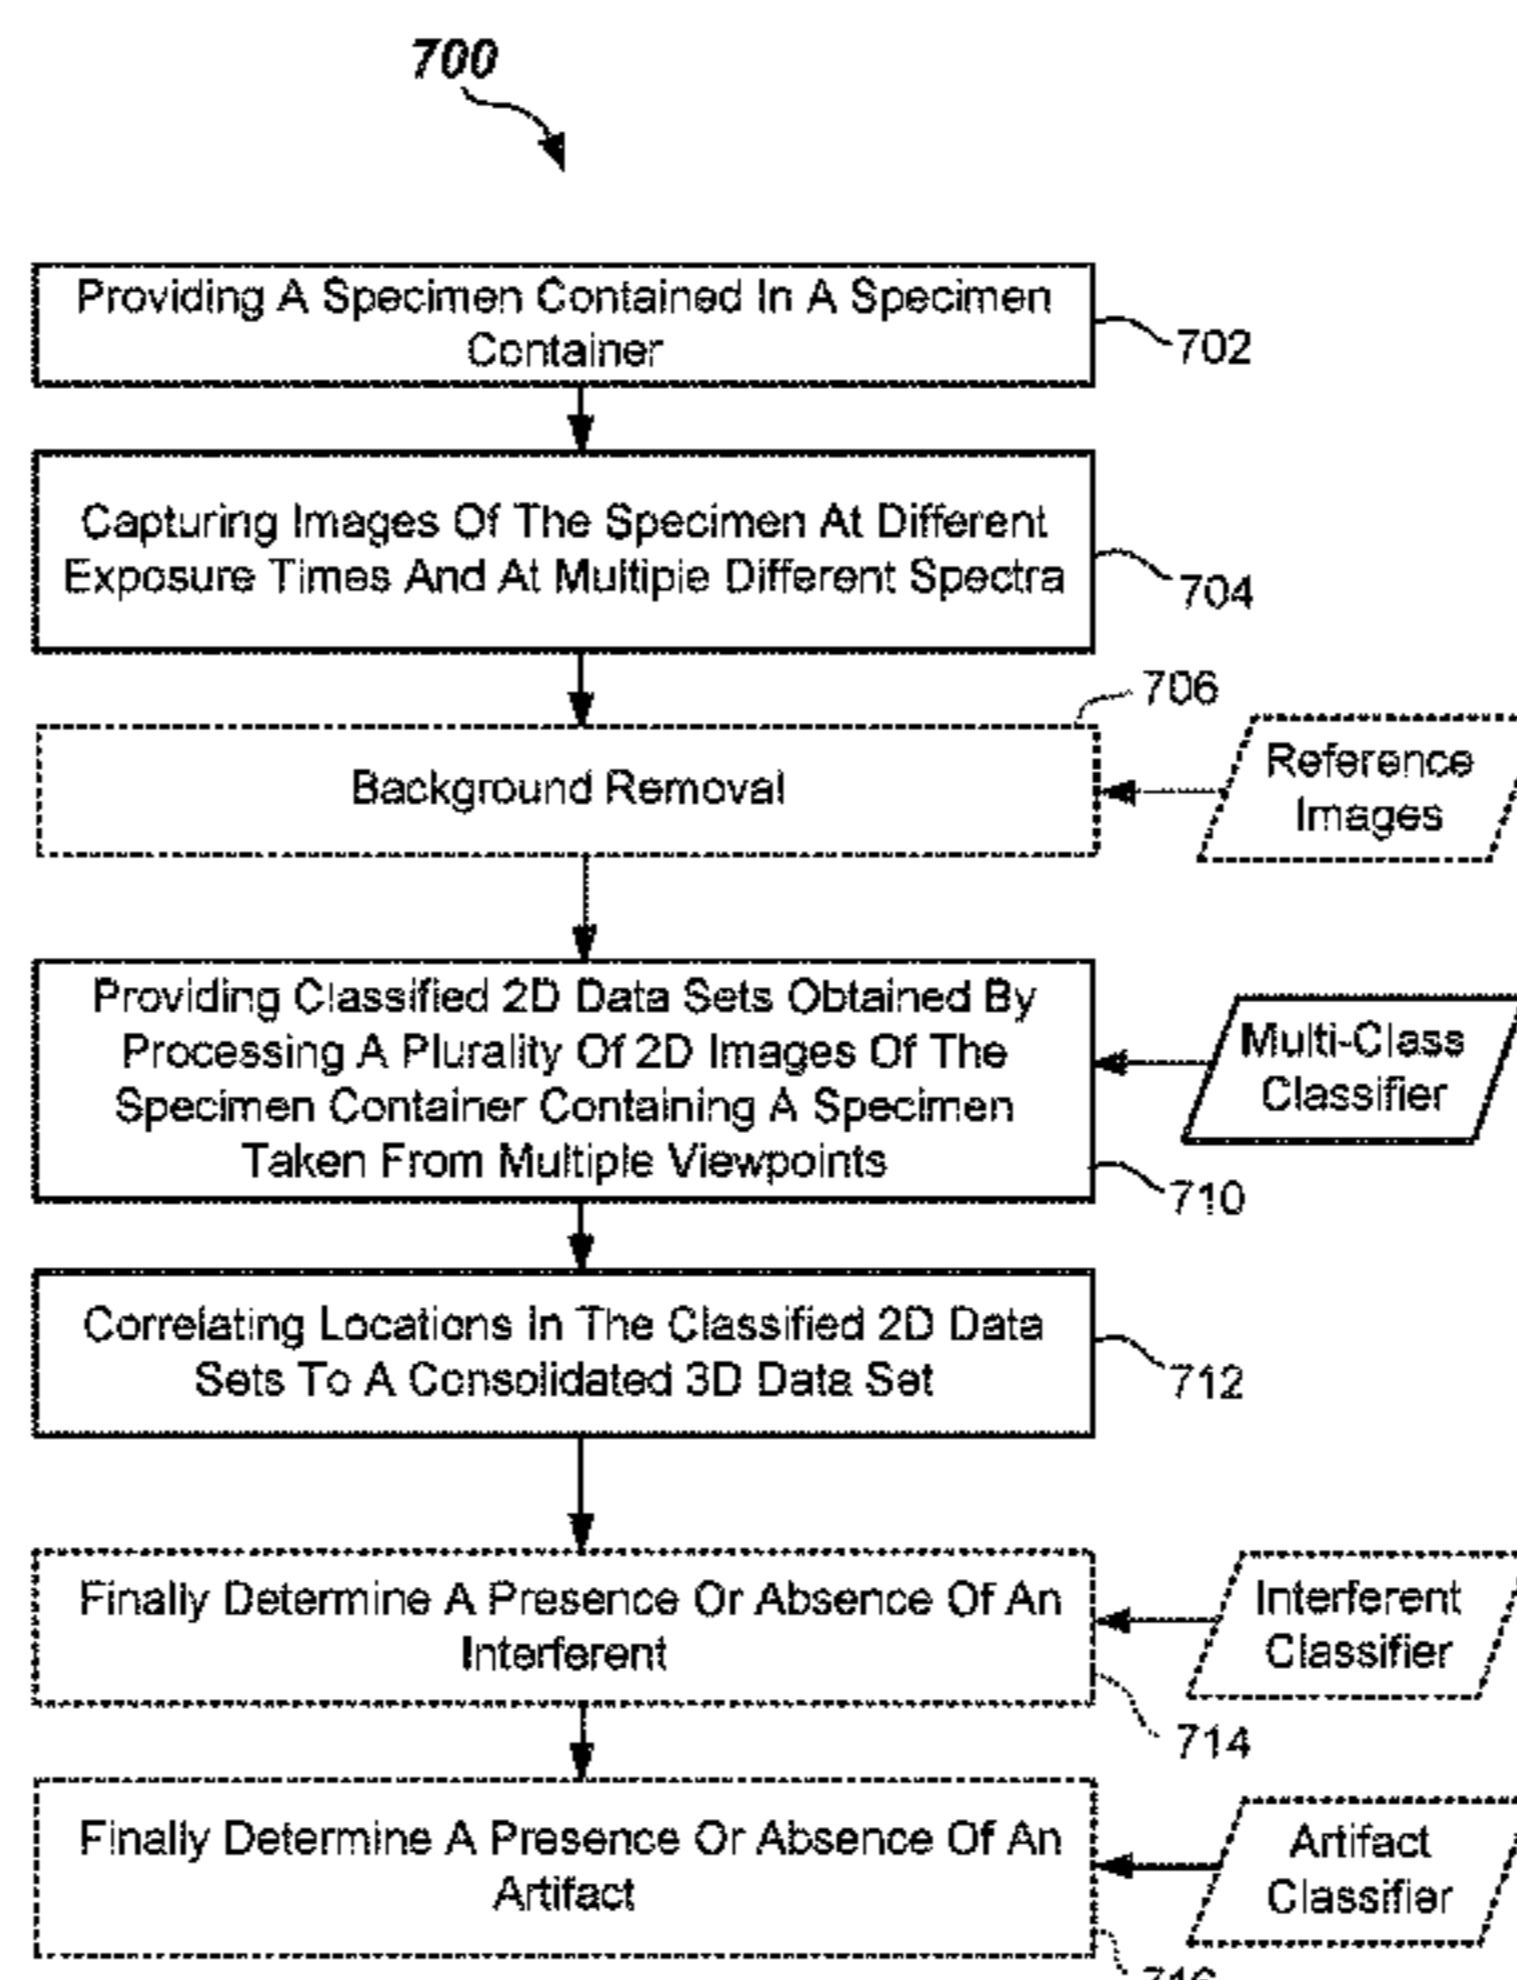 700
Providing A Specimen Contained In A Specimen
Container
702
Capturing Images Of The Specimen At Different
Exposure Times And At Multiple Different Spectra
704
706
Background Removal
Reference
Images
Providing Classified 2D Data Sets Obtained By
Processing A Plurality Of 2D Images Of The
Specimen Container Containing A Specimen
Taken From Multiple Viewpoints
Multi-Class
Classifier
710
Correlating Locations In The Classified 2D Data
Sets To A Consolidated 3D Data Set
712
Finally Determine A Presence Or Absence Of An
Interferent
Interferent
Classifier
714
Finally Determine A Presence Or Absence Of An
Artifact
Artifact
Classifier